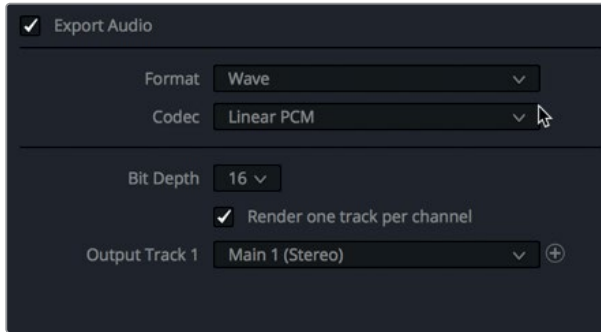 Export Audio
Format Wave
Codec Linear PCM
Bit Depth 16
Render one track per channel
Output Track 1 Main 1 (Stereo)